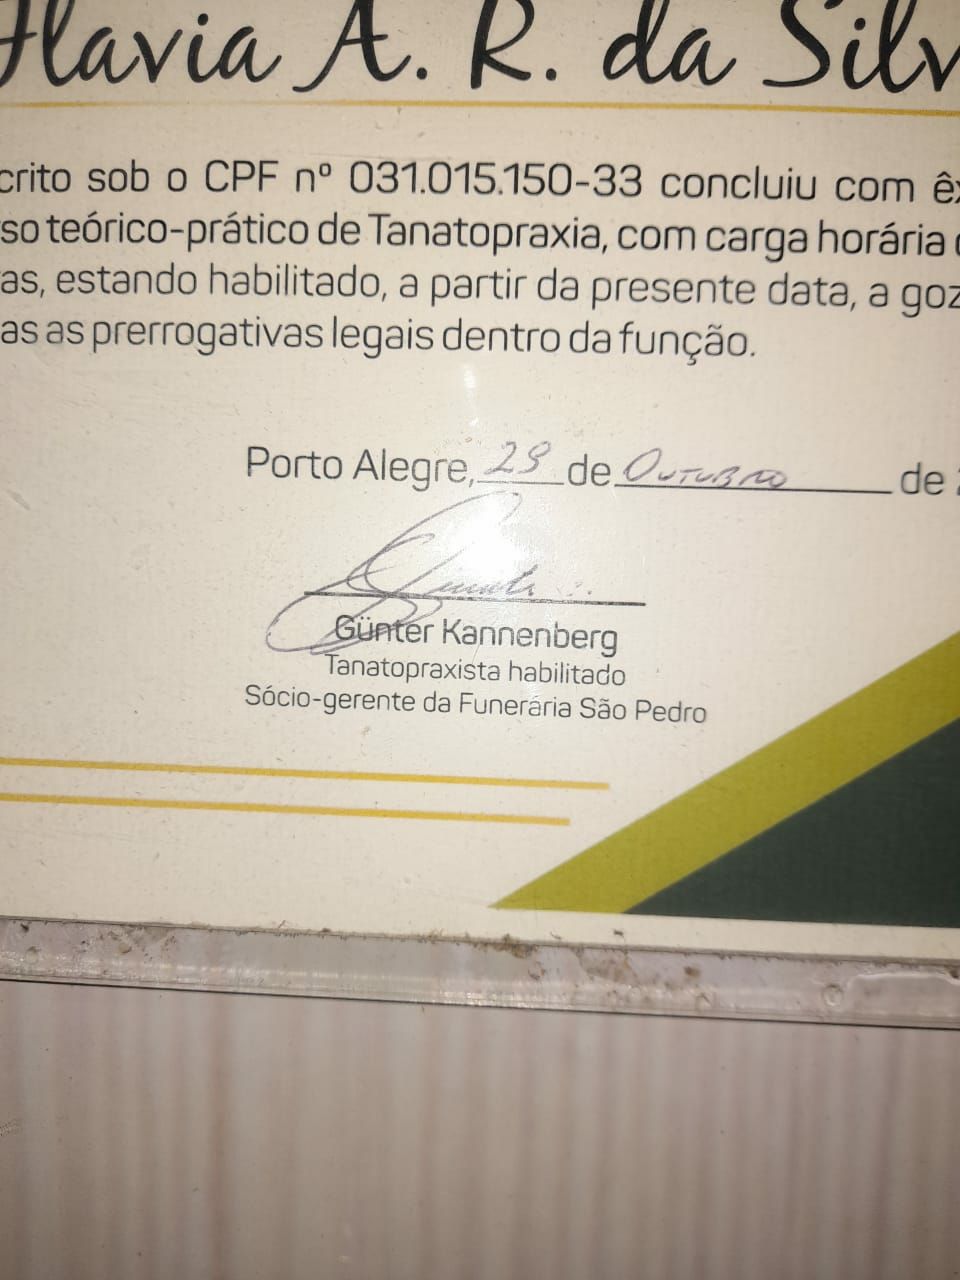 Flavia A. R. da Silv
crito sob o CPF nº 031.015.150-33 concluiu com êx
so teórico-prático de Tanatopraxia, com carga horária d
as, estando habilitado, a partir da presente data, a goz
as as prerrogativas legais dentro da função.
Porto Alegre, 29 de OUTUBRO de
Günter Kannenberg
Tanatopraxista habilitado
Sócio-gerente da Funerária São Pedro